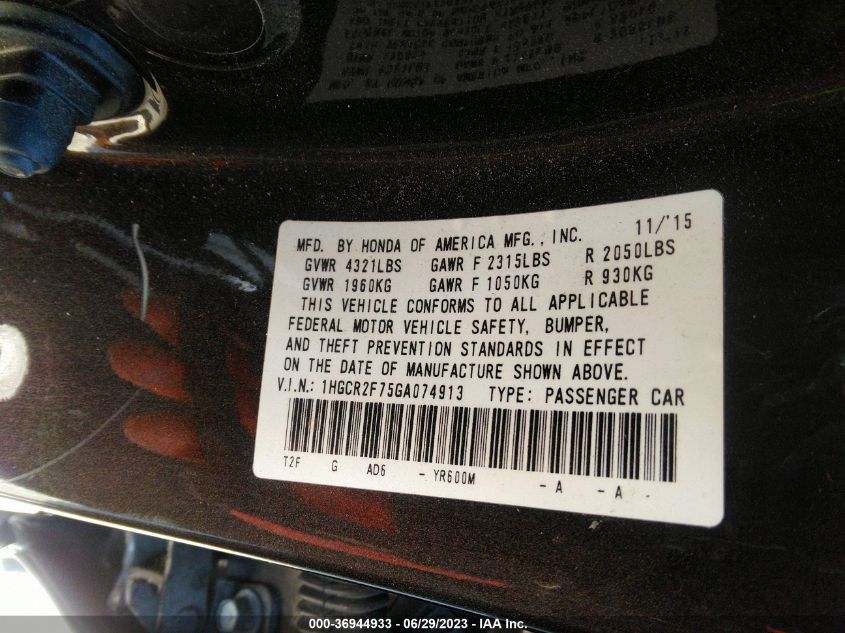 MFD. BY HONDA OF AMERICA MFG., INC. 11/'15
GVWR 4321LBS GAWR F 2315LBS R 2050LBS
GVWR 1960KG GAWR F 1050KG R 930KG
THIS VEHICLE CONFORMS TO ALL APPLICABLE
FEDERAL MOTOR VEHICLE SAFETY, BUMPER,
AND THEFT PREVENTION STANDARDS IN EFFECT
ON THE DATE OF MANUFACTURE SHOWN ABOVE.
V.I.N.: 1HGCR2F75GA074913 TYPE: PASSENGER CAR
T2F G AD6 - YR600M - A - A -
000-36944933 - 06/29/2023 - IAA Inc.